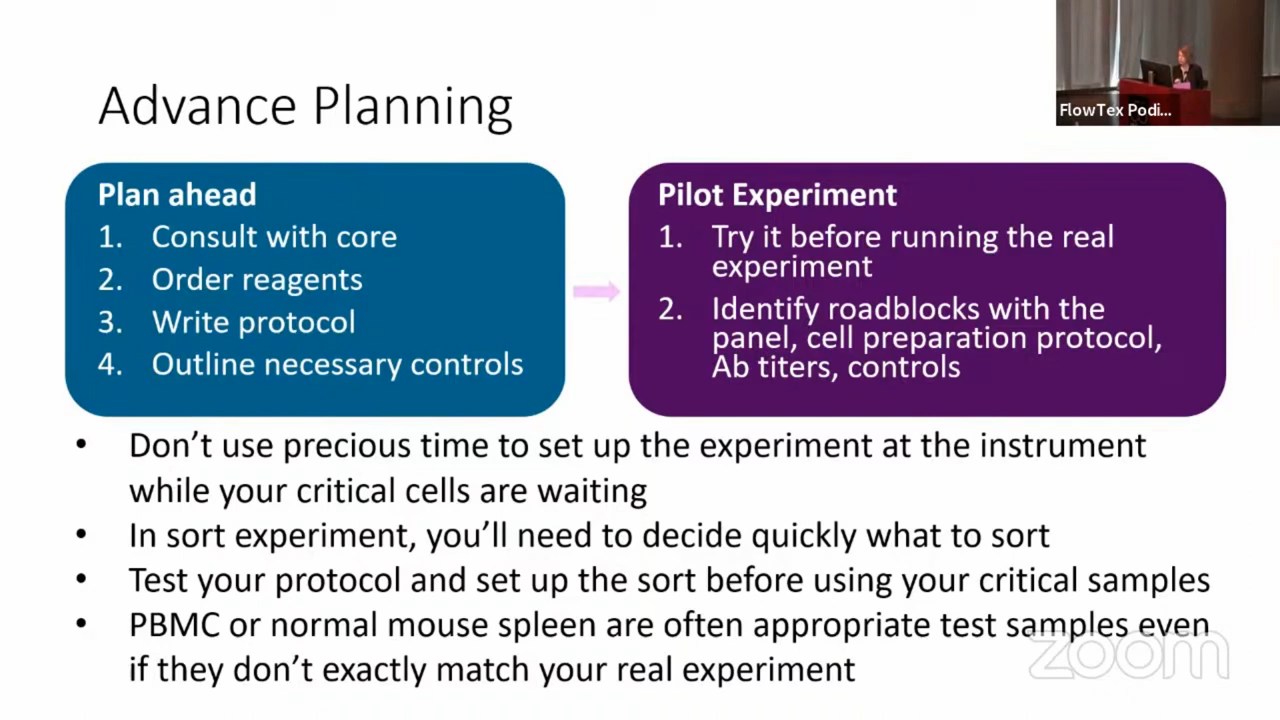 Advance Planning
FlowTex Podi...
Plan ahead
1. Consult with core
2. Order reagents
3. Write protocol
4. Outline necessary controls
Pilot Experiment
1. Try it before running the real
experiment
2. Identify roadblocks with the
panel, cell preparation protocol,
Ab titers, controls
• Don’t use precious time to set up the experiment at the instrument
while your critical cells are waiting
• In sort experiment, you’ll need to decide quickly what to sort
• Test your protocol and set up the sort before using your critical samples
• PBMC or normal mouse spleen are often appropriate test samples even
if they don’t exactly match your real experiment
zoom